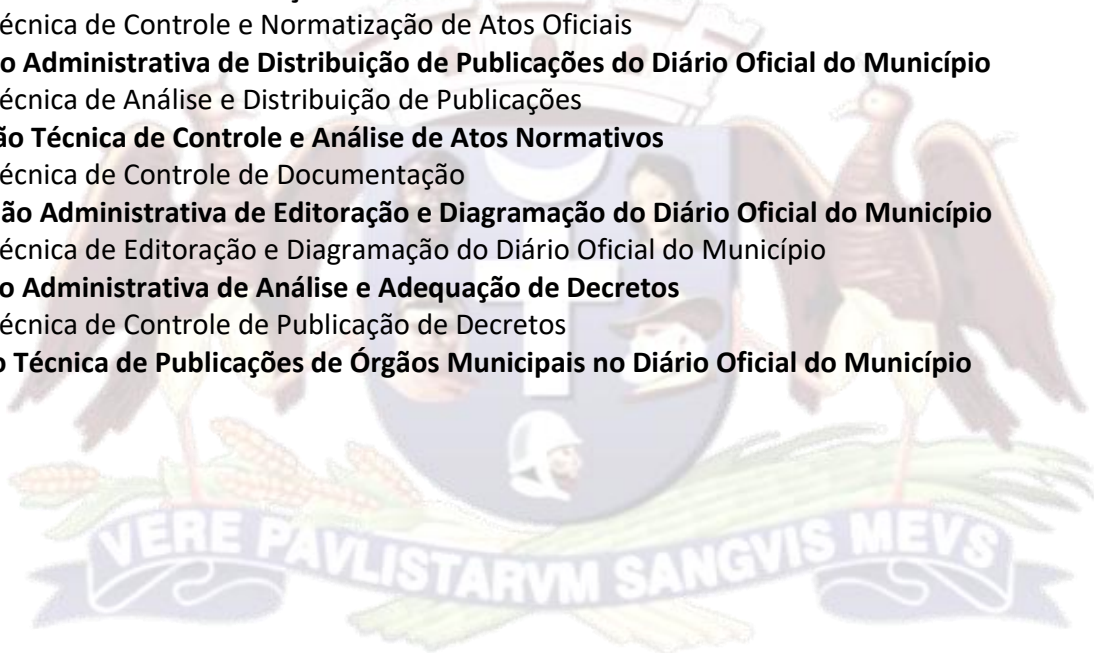 écnica de Controle e Normatização de Atos Oficiais
o Administrativa de Distribuição de Publicações do Diário Oficial do Município
écnica de Análise e Distribuição de Publicações
ão Técnica de Controle e Análise de Atos Normativos
écnica de Controle de Documentação
ão Administrativa de Editoração e Diagramação do Diário Oficial do Município
écnica de Editoração e Diagramação do Diário Oficial do Município
o Administrativa de Análise e Adequação de Decretos
écnica de Controle de Publicação de Decretos
o Técnica de Publicações de Órgãos Municipais no Diário Oficial do Município
VERE PAVLISTARVM SANGVIS MEVS